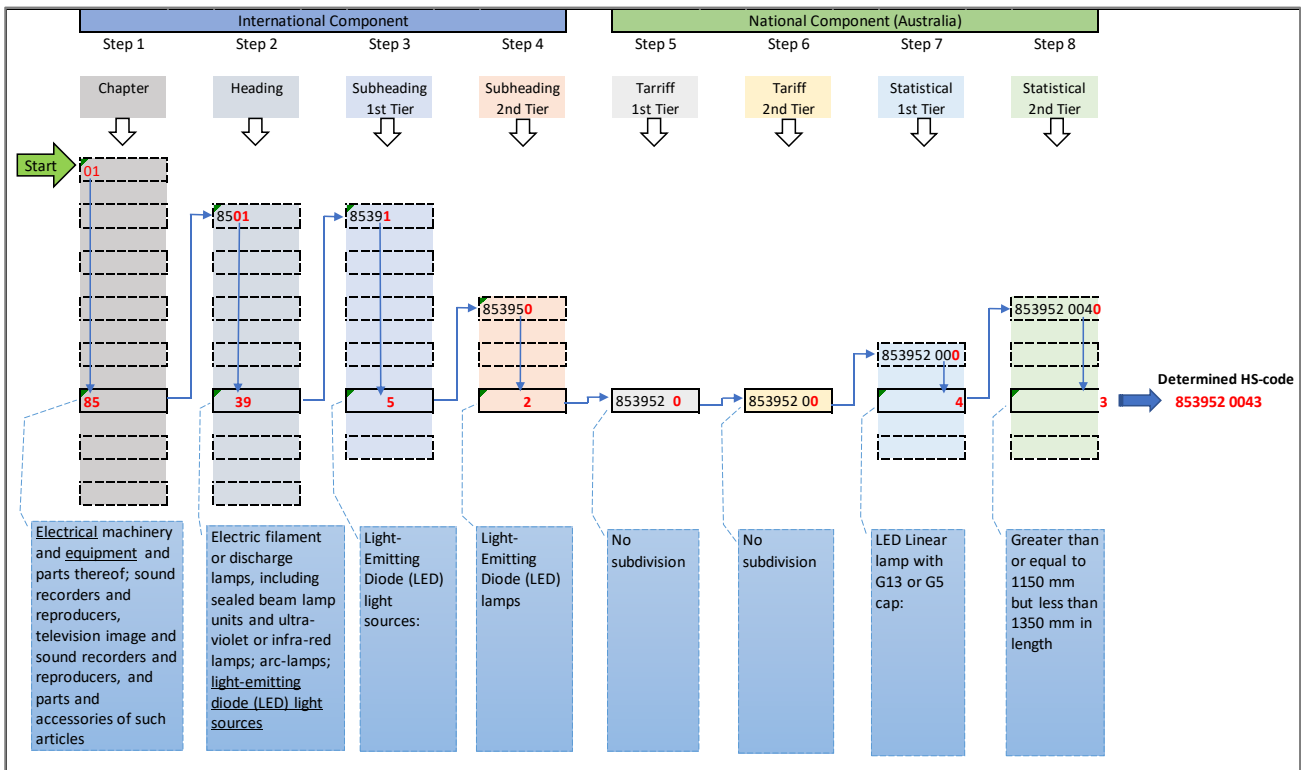 International Component
National Component (Australia)
Step 1
Step 2
Step 3
Step 4
Step 5
Step 6
Step 7
Step 8
Chapter
Heading
Subheading
1st Tier
Subheading
2nd Tier
Tarriff
1st Tier
Tariff
2nd Tier
Statistical
1st Tier
Statistical
2nd Tier
Start
01
8501
85391
853950
853952 0040
853952 000
85
39
5
2
853952 0
853952 00
4
3
Determined HS-code
853952 0043
Electrical machinery
and equipment and
parts thereof; sound
recorders and
reproducers,
television image and
sound recorders and
reproducers, and
parts and
accessories of such
articles
Electric filament
or discharge
lamps, including
sealed beam lamp
units and ultra-
violet or infra-red
lamps; arc-lamps;
light-emitting
diode (LED) light
sources
Light-
Emitting
Diode (LED)
light
sources:
Light-
Emitting
Diode (LED)
lamps
No
subdivision
No
subdivision
LED Linear
lamp with
G13 or G5
cap:
Greater than
or equal to
1150 mm
but less than
1350 mm in
length